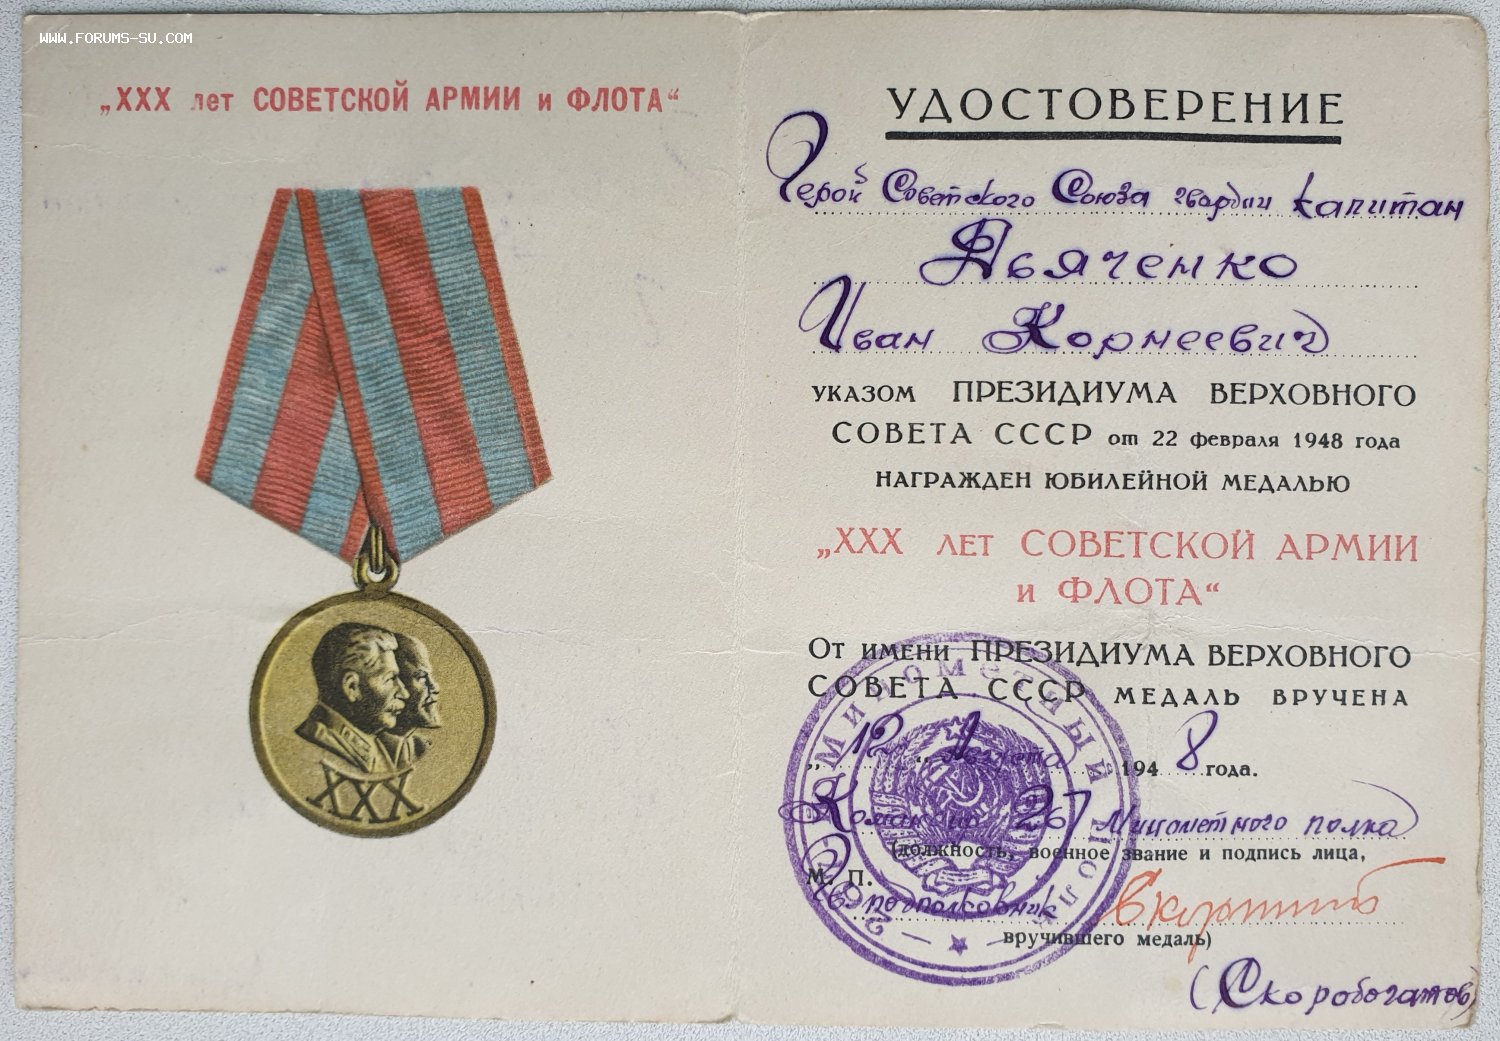 WWW.FORUMS-SU.COM
„XXX лет СОВЕТСКОЙ АРМИИ и ФЛОТА“
XXX
УДОСТОВЕРЕНИЕ
Герой Советского Союза гвардии капитан
Дьяченко
Иван Корнеевич
указом ПРЕЗИДИУМА ВЕРХОВНОГО
СОВЕТА СССР от 22 февраля 1948 года
НАГРАЖДЕН ЮБИЛЕЙНОЙ МЕДАЛЬЮ
„XXX лет СОВЕТСКОЙ АРМИИ
и ФЛОТА“
От имени ПРЕЗИДИУМА ВЕРХОВНОГО
СОВЕТА СССР МЕДАЛЬ ВРУЧЕНА
„12“ Августа 1948 года.
267 Минометного полка
(должность, военное звание и подпись лица,
М. П.
Гв подполковник
вручившего медаль)
(Скоробогатов)
МИНОМЕТНЫЙ ПОЛК